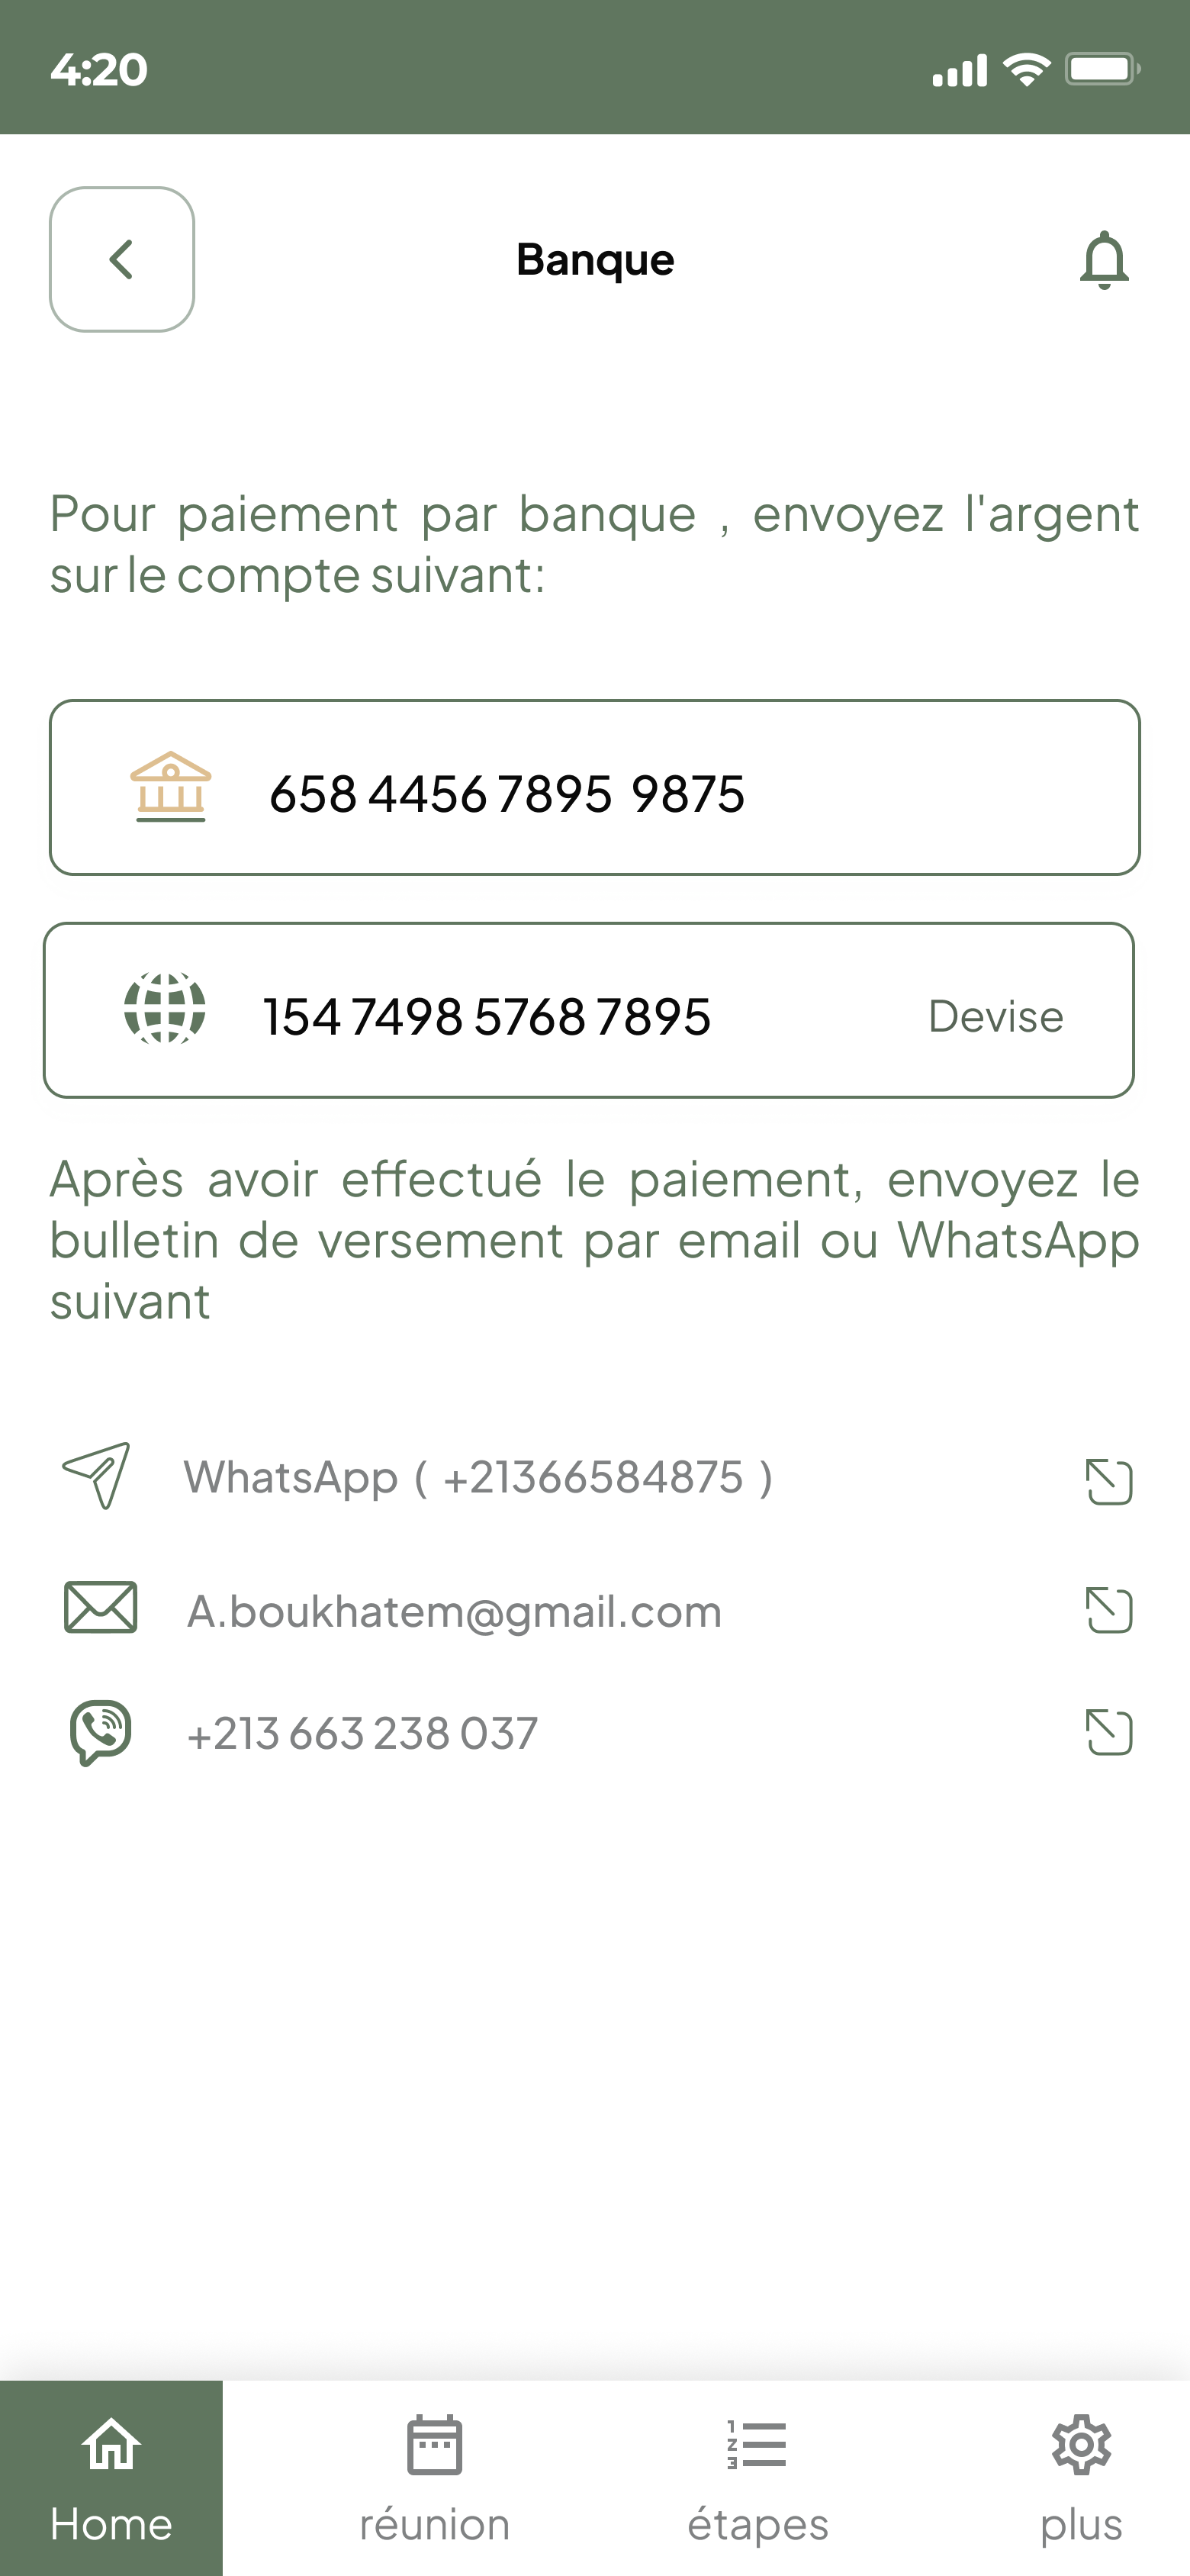 4:20
Banque
Pour paiement par banque , envoyez l'argent
sur le compte suivant:
658 4456 7895 9875
154 7498 5768 7895 Devise
Après avoir effectué le paiement, envoyez le
bulletin de versement par email ou WhatsApp
suivant
WhatsApp ( +21366584875 )
A.boukhatem@gmail.com
+213 663 238 037
Home réunion étapes plus